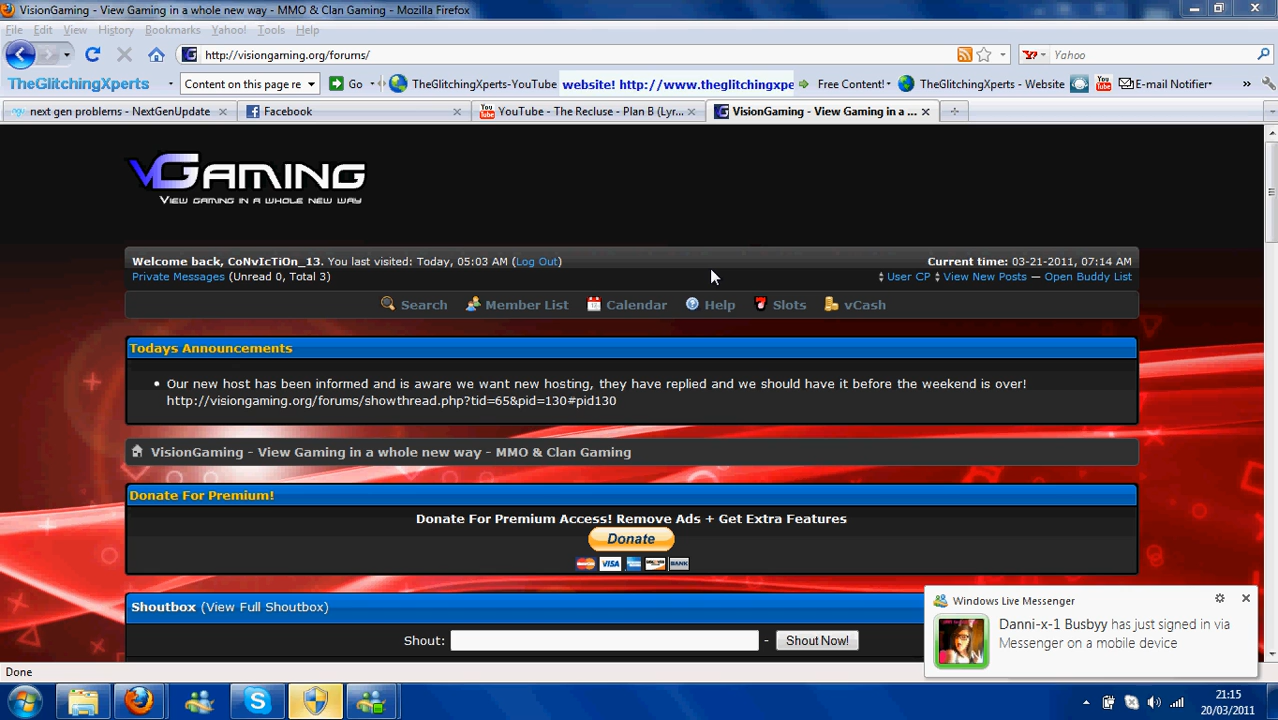 VisionGaming - View Gaming in a whole new way - MMO & Clan Gaming - Mozilla Firefox
File Edit View History Bookmarks Yahoo! Tools Help
http://visiongaming.org/forums/
Yahoo
TheGlitchingXperts
Content on this page r
Go
TheGlitchingXperts-YouTube
website! http://www.theglitchingxpe
Free Content!
TheGlitchingXperts - Website
E-mail Notifier
»
next gen problems - NextGenUpdate
Facebook
YouTube - The Recluse - Plan B (Lyr...
VisionGaming - View Gaming in a ...
vGaming
View gaming in a whole new way
Welcome back, CoNvIcTiOn_13. You last visited: Today, 05:03 AM (Log Out)
Current time: 03-21-2011, 07:14 AM
Private Messages (Unread 0, Total 3)
User CP View New Posts — Open Buddy List
Search Member List Calendar Help Slots vCash
Todays Announcements
• Our new host has been informed and is aware we want new hosting, they have replied and we should have it before the weekend is over!
http://visiongaming.org/forums/showthread.php?tid=65&pid=130#pid130
VisionGaming - View Gaming in a whole new way - MMO & Clan Gaming
Donate For Premium!
Donate For Premium Access! Remove Ads + Get Extra Features
Donate
VISA
BANK
Shoutbox (View Full Shoutbox)
Shout:
- Shout Now!
Windows Live Messenger
Danni-x-1 Busbyy has just signed in via
Messenger on a mobile device
Done
21:15
20/03/2011